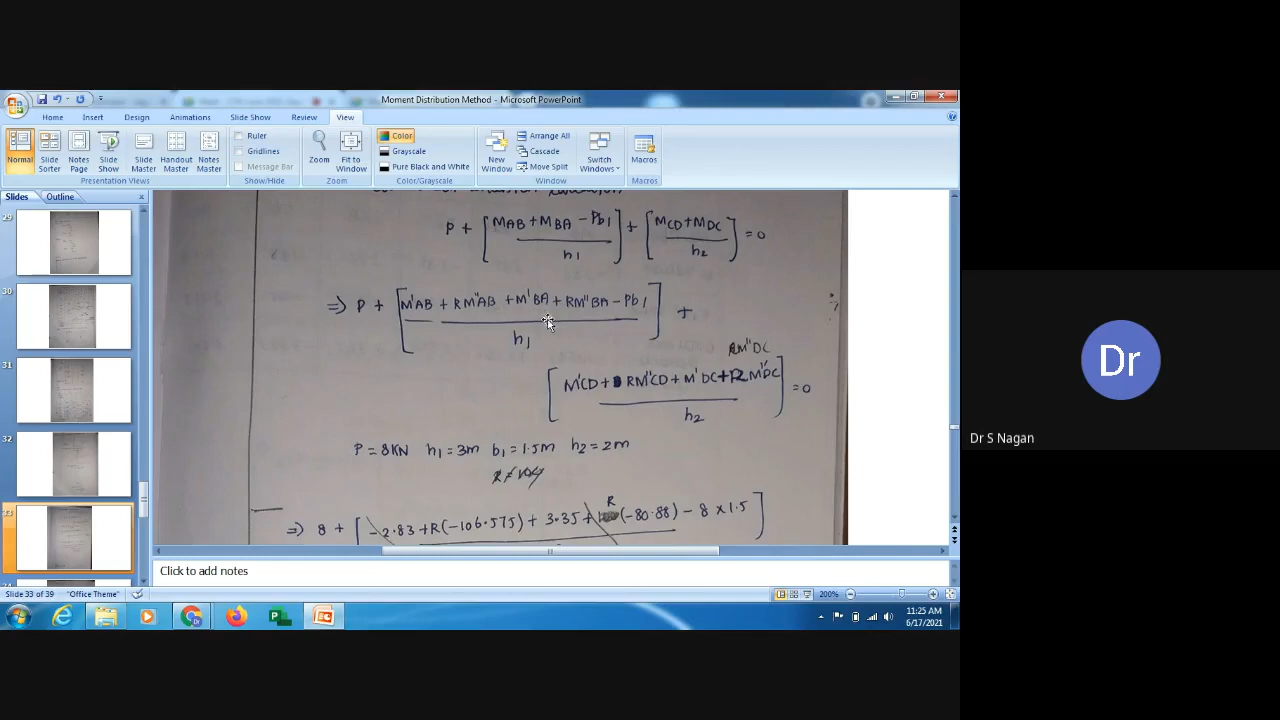 Moment Distribution Method - Microsoft PowerPoint
Home Insert Design Animations Slide Show Review View
Normal Slide Sorter Notes Page Slide Show Slide Master Handout Master Notes Master
Presentation Views
Ruler
Gridlines
Message Bar
Show/Hide
Zoom Fit to Window
Zoom
Color
Grayscale
Pure Black and White
Color/Grayscale
New Window
Arrange All
Cascade
Move Split
Switch Windows
Window
Macros
Macros
Slides Outline
29
30
31
32
33
P + [MAB + MBA - Pb1 / h1] + [MCD + MDC / h2] = 0
⇒ P + [M'AB + RM''AB + M'BA + RM''BA - Pb1 / h1] +
RM''DC
[M'CD + RM''CD + M'DC + R M''DC / h2] = 0
P = 8KN h1 = 3m b1 = 1.5m h2 = 2m
⇒ 8 + [-2.83 + R(-106.575) + 3.35 + R(-80.88) - 8 × 1.5]
Click to add notes
Slide 33 of 39 "Office Theme" 200%
11:25 AM
6/17/2021
Dr
Dr S Nagan